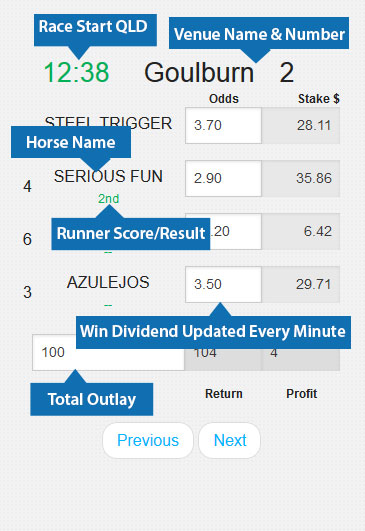 Race Start QLD
Venue Name & Number
12:38 Goulburn 2
Odds Stake $
STEEL TRIGGER 3.70 28.11
Horse Name
4 SERIOUS FUN 2.90 35.86
2nd
Runner Score/Result
6 .20 6.42
--
3 AZULEJOS 3.50 29.71
--
Win Dividend Updated Every Minute
100 104 4
Total Outlay
Return Profit
Previous Next